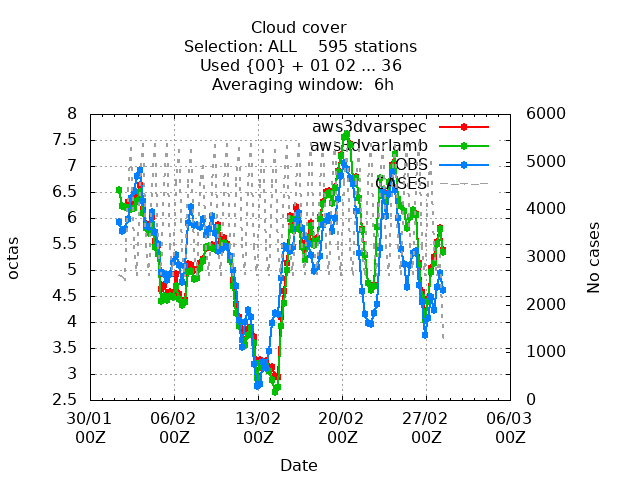 Cloud cover
Selection: ALL    595 stations
Used {00} + 01 02 ... 36
Averaging window:  6h
aws3dvarspec
aws3dvarlamb
OBS
CASES
8
7.5
7
6.5
6
5.5
5
4.5
4
3.5
3
2.5
octas
6000
5000
4000
3000
2000
1000
0
No cases
30/01 06/02 13/02 20/02 27/02 06/03
00Z 00Z 00Z 00Z 00Z 00Z
Date